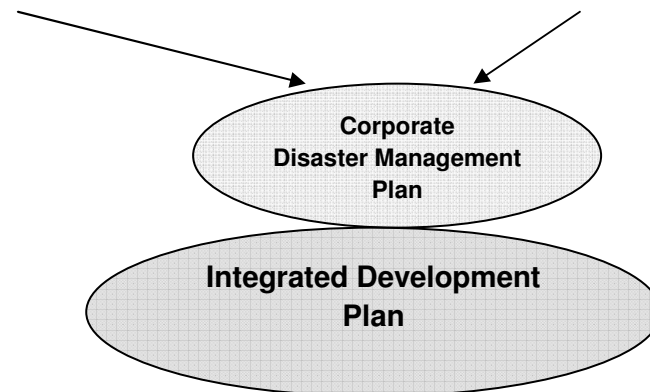 Corporate
Disaster Management
Plan
Integrated Development
Plan